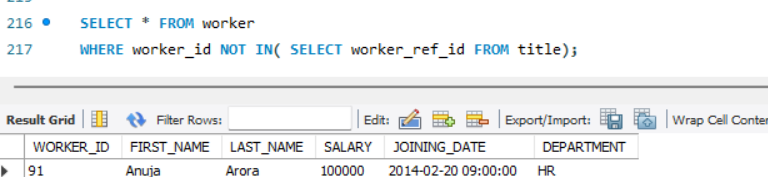 216 SELECT * FROM worker
217 WHERE worker_id NOT IN( SELECT worker_ref_id FROM title);
Result Grid Filter Rows: Edit: Export/Import: Wrap Cell Conte
WORKER_ID FIRST_NAME LAST_NAME SALARY JOINING_DATE DEPARTMENT
91 Anuja Arora 100000 2014-02-20 09:00:00 HR